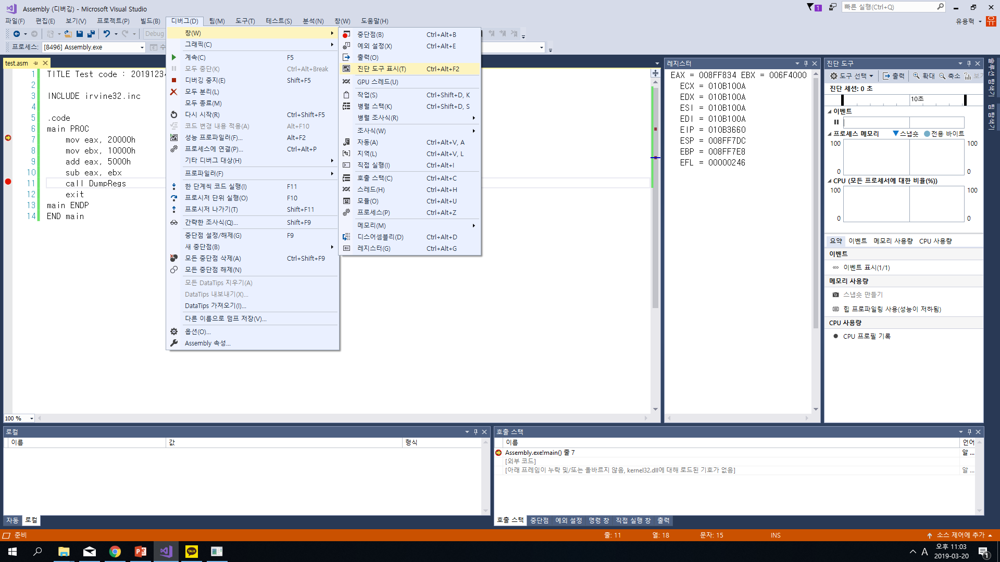 Assembly (디버깅) - Microsoft Visual Studio
1
빠른 실행(Ctrl+Q)
파일(F) 편집(E) 보기(V) 프로젝트(P) 빌드(B) 디버그(D) 팀(M) 도구(T) 테스트(S) 분석(N) 창(W) 도움말(H)
유용혁
Debug
프로세스: [8496] Assembly.exe
창(W)
그래픽(C)
계속(C) F5
모두 중단(K) Ctrl+Alt+Break
디버깅 중지(E) Shift+F5
모두 분리(L)
모두 종료(M)
다시 시작(R) Ctrl+Shift+F5
코드 변경 내용 적용(A) Alt+F10
성능 프로파일러(F)... Alt+F2
프로세스에 연결(P)... Ctrl+Alt+P
기타 디버그 대상(H)
프로파일러(F)
한 단계씩 코드 실행(I) F11
프로시저 단위 실행(O) F10
프로시저 나가기(T) Shift+F11
간략한 조사식(Q)... Shift+F9
중단점 설정/해제(G) F9
새 중단점(B)
모든 중단점 삭제(A) Ctrl+Shift+F9
모든 중단점 해제(N)
모든 DataTips 지우기(A)
DataTips 내보내기(X)...
DataTips 가져오기(I)...
다른 이름으로 덤프 저장(V)...
옵션(O)...
Assembly 속성...
중단점(B) Ctrl+Alt+B
예외 설정(X) Ctrl+Alt+E
출력(O)
진단 도구 표시(T) Ctrl+Alt+F2
GPU 스레드(U)
작업(S) Ctrl+Shift+D, K
병렬 스택(K) Ctrl+Shift+D, S
병렬 조사식(R)
조사식(W)
자동(A) Ctrl+Alt+V, A
지역(L) Ctrl+Alt+V, L
직접 실행(I) Ctrl+Alt+I
호출 스택(C) Ctrl+Alt+C
스레드(H) Ctrl+Alt+H
모듈(O) Ctrl+Alt+U
프로세스(P) Ctrl+Alt+Z
메모리(M)
디스어셈블리(D) Ctrl+Alt+D
레지스터(G) Ctrl+Alt+G
test.asm
1 TITLE Test code : 20191234
2
3 INCLUDE irvine32.inc
4
5 .code
6 main PROC
7 mov eax, 20000h
8 mov ebx, 10000h
9 add eax, 5000h
10 sub eax, ebx
11 call DumpRegs
12 exit
13 main ENDP
14 END main
100 %
레지스터
EAX = 008FF834 EBX = 006F4000
ECX = 010B100A
EDX = 010B100A
ESI = 010B100A
EDI = 010B100A
EIP = 010B3660
ESP = 008FF7DC
EBP = 008FF7E8
EFL = 00000246
진단 도구
도구 선택 출력 확대 축소 보기
진단 세션: 0 초
10초
이벤트
프로세스 메모리 스냅숏 전용 바이트
100 100
0 0
CPU (모든 프로세서에 대한 비율(%))
100 100
0 0
요약 이벤트 메모리 사용량 CPU 사용량
이벤트
이벤트 표시(1/1)
메모리 사용량
스냅숏 만들기
힙 프로파일링 사용(성능이 저하됨)
CPU 사용량
CPU 프로필 기록
솔루션 탐색기
팀 탐색기
로컬
이름 값 형식
자동 로컬
호출 스택
이름 언어
Assembly.exe!main() 줄 7 알 ...
[외부 코드]
[아래 프레임이 누락 및/또는 올바르지 않음, kernel32.dll에 대해 로드된 기호가 없음] 알 ...
호출 스택 중단점 예외 설정 명령 창 직접 실행 창 출력
준비 줄: 11 열: 18 문자: 15 INS 소스 제어에 추가
TALK
A
오후 11:03
2019-03-20
1